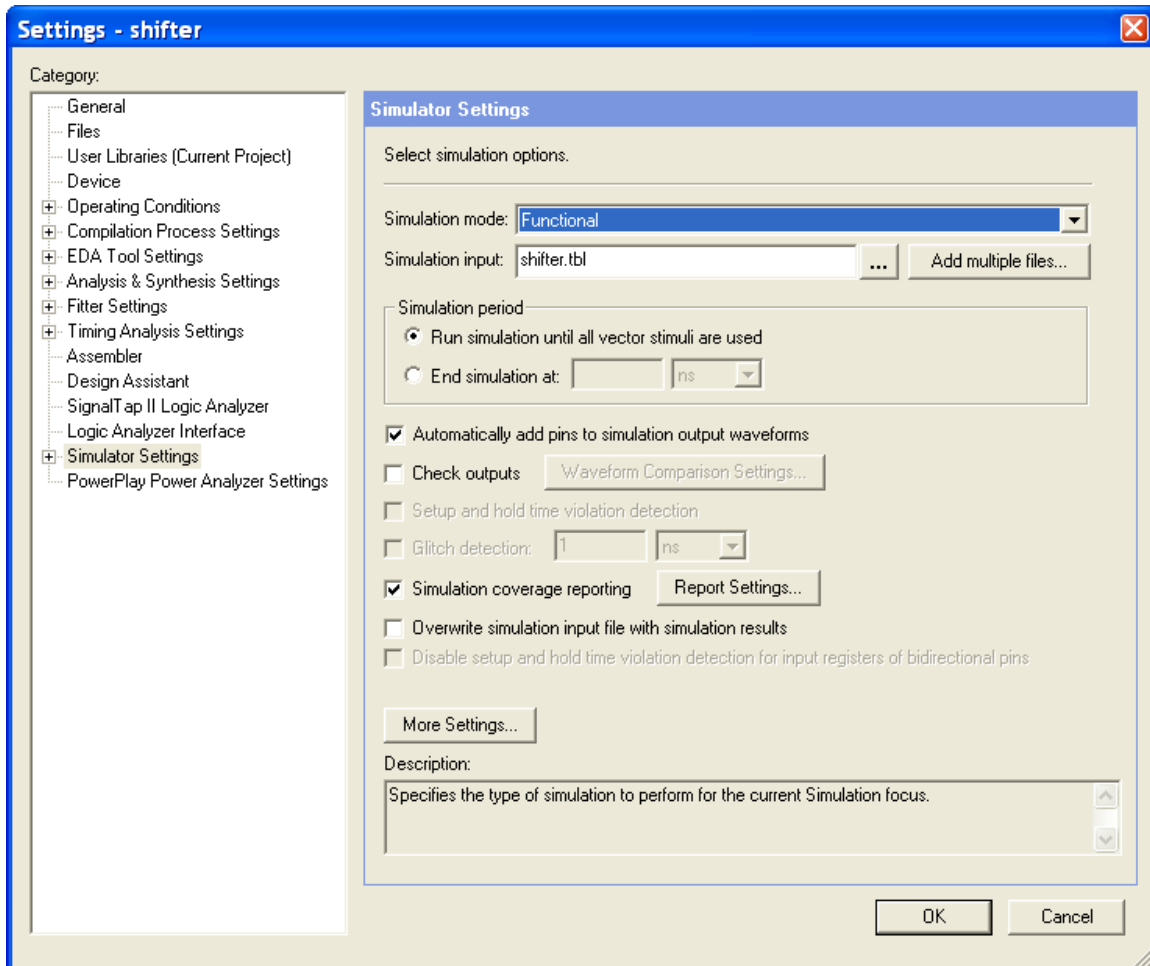 Settings - shifter
Category:
General
Files
User Libraries (Current Project)
Device
Operating Conditions
Compilation Process Settings
EDA Tool Settings
Analysis & Synthesis Settings
Fitter Settings
Timing Analysis Settings
Assembler
Design Assistant
SignalTap II Logic Analyzer
Logic Analyzer Interface
Simulator Settings
PowerPlay Power Analyzer Settings
Simulator Settings
Select simulation options.
Simulation mode: Functional
Simulation input: shifter.tbl ... Add multiple files...
Simulation period
Run simulation until all vector stimuli are used
End simulation at: ns
Automatically add pins to simulation output waveforms
Check outputs Waveform Comparison Settings...
Setup and hold time violation detection
Glitch detection: 1 ns
Simulation coverage reporting Report Settings...
Overwrite simulation input file with simulation results
Disable setup and hold time violation detection for input registers of bidirectional pins
More Settings...
Description:
Specifies the type of simulation to perform for the current Simulation focus.
OK Cancel